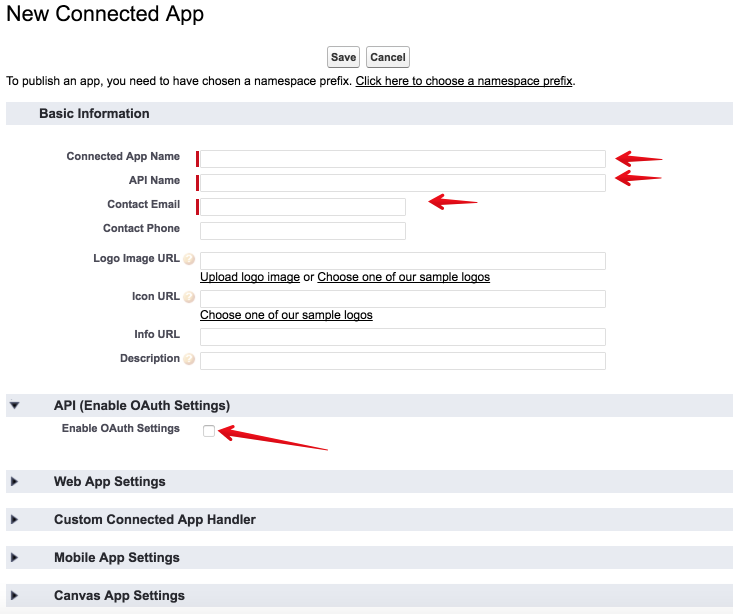 New Connected App
Save Cancel
To publish an app, you need to have chosen a namespace prefix. Click here to choose a namespace prefix.
Basic Information
Connected App Name
API Name
Contact Email
Contact Phone
Logo Image URL ?
Upload logo image or Choose one of our sample logos
Icon URL ?
Choose one of our sample logos
Info URL
Description ?
API (Enable OAuth Settings)
Enable OAuth Settings
Web App Settings
Custom Connected App Handler
Mobile App Settings
Canvas App Settings